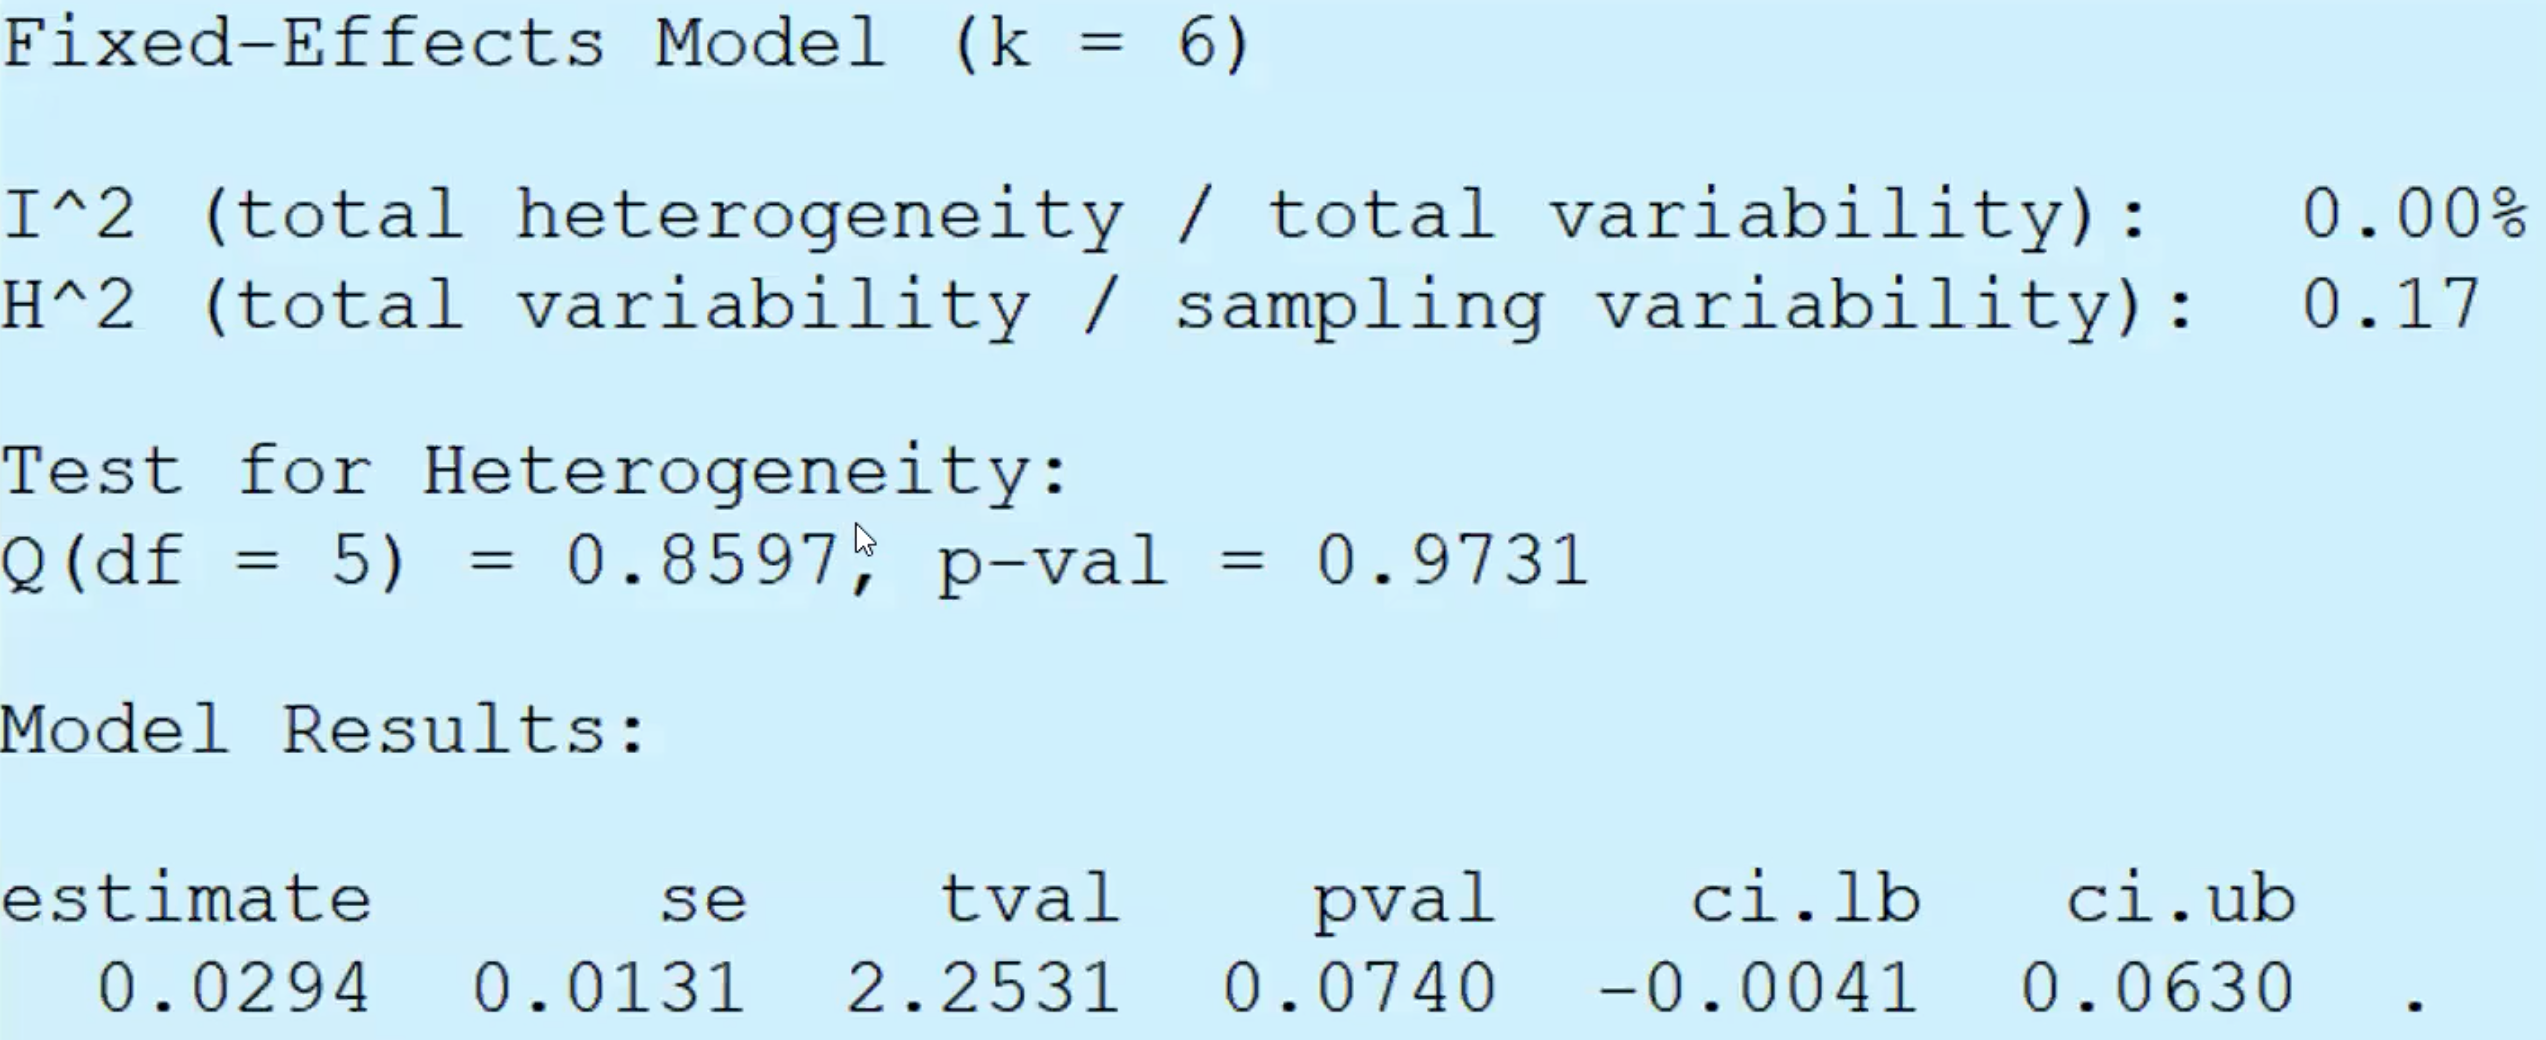 Fixed-Effects Model (k = 6)
I^2 (total heterogeneity / total variability): 0.00%
H^2 (total variability / sampling variability): 0.17
Test for Heterogeneity:
Q(df = 5) = 0.8597, p-val = 0.9731
Model Results:
estimate se tval pval ci.lb ci.ub
0.0294 0.0131 2.2531 0.0740 -0.0041 0.0630 .